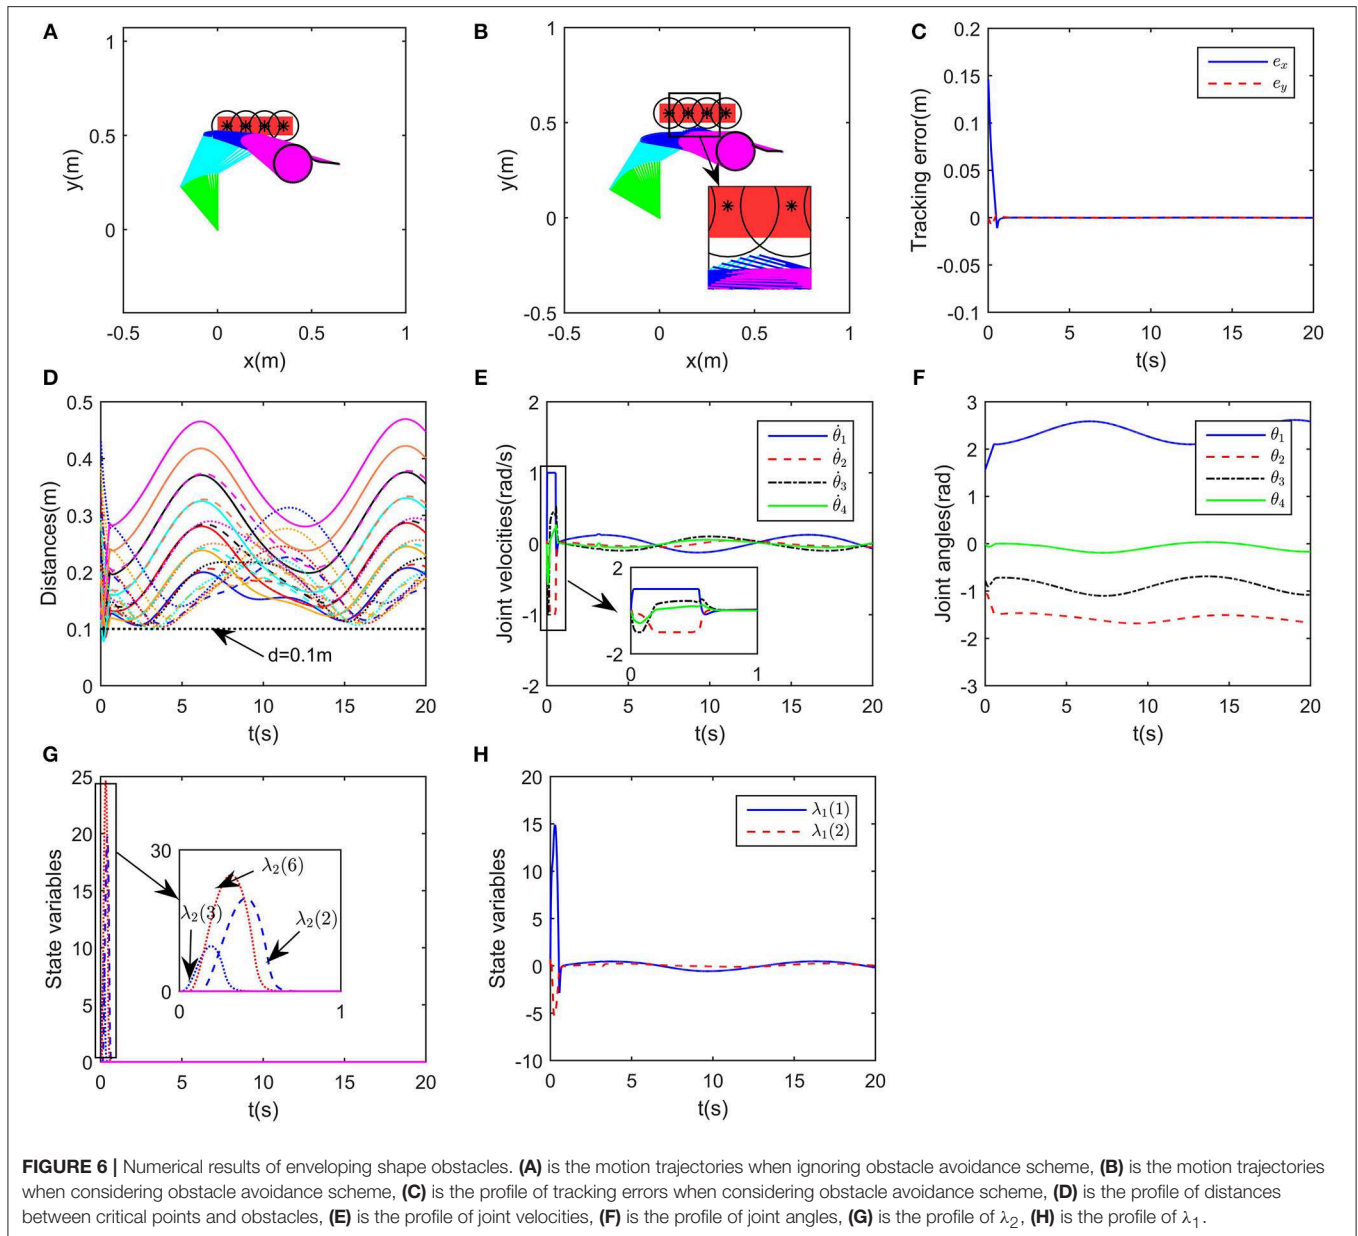 A
1
0.5
0
y(m)
-0.5
0
0.5
1
x(m)
B
1
0.5
0
-0.5
y(m)
-0.5
0
0.5
1
x(m)
C
0.2
0.15
0.1
0.05
0
-0.05
-0.1
Tracking error(m)
e_x
e_y
0
5
10
15
20
t(s)
D
0.5
0.4
0.3
0.2
0.1
0
Distances(m)
d=0.1m
0
5
10
15
20
t(s)
E
2
1
0
-1
-2
Joint velocities(rad/s)
θ̇₁
θ̇₂
θ̇₃
θ̇₄
2
-2
0
1
0
5
10
15
20
t(s)
F
3
2
1
0
-1
-2
-3
Joint angles(rad)
θ₁
θ₂
θ₃
θ₄
0
5
10
15
20
t(s)
G
25
20
15
10
5
0
State variables
30
λ₂(6)
λ₂(3)
λ₂(2)
0
0
1
0
5
10
15
20
t(s)
H
20
15
10
5
0
-5
-10
State variables
λ₁(1)
λ₁(2)
0
5
10
15
20
t(s)
FIGURE 6 | Numerical results of enveloping shape obstacles. (A) is the motion trajectories when ignoring obstacle avoidance scheme, (B) is the motion trajectories
when considering obstacle avoidance scheme, (C) is the profile of tracking errors when considering obstacle avoidance scheme, (D) is the profile of distances
between critical points and obstacles, (E) is the profile of joint velocities, (F) is the profile of joint angles, (G) is the profile of λ₂, (H) is the profile of λ₁.